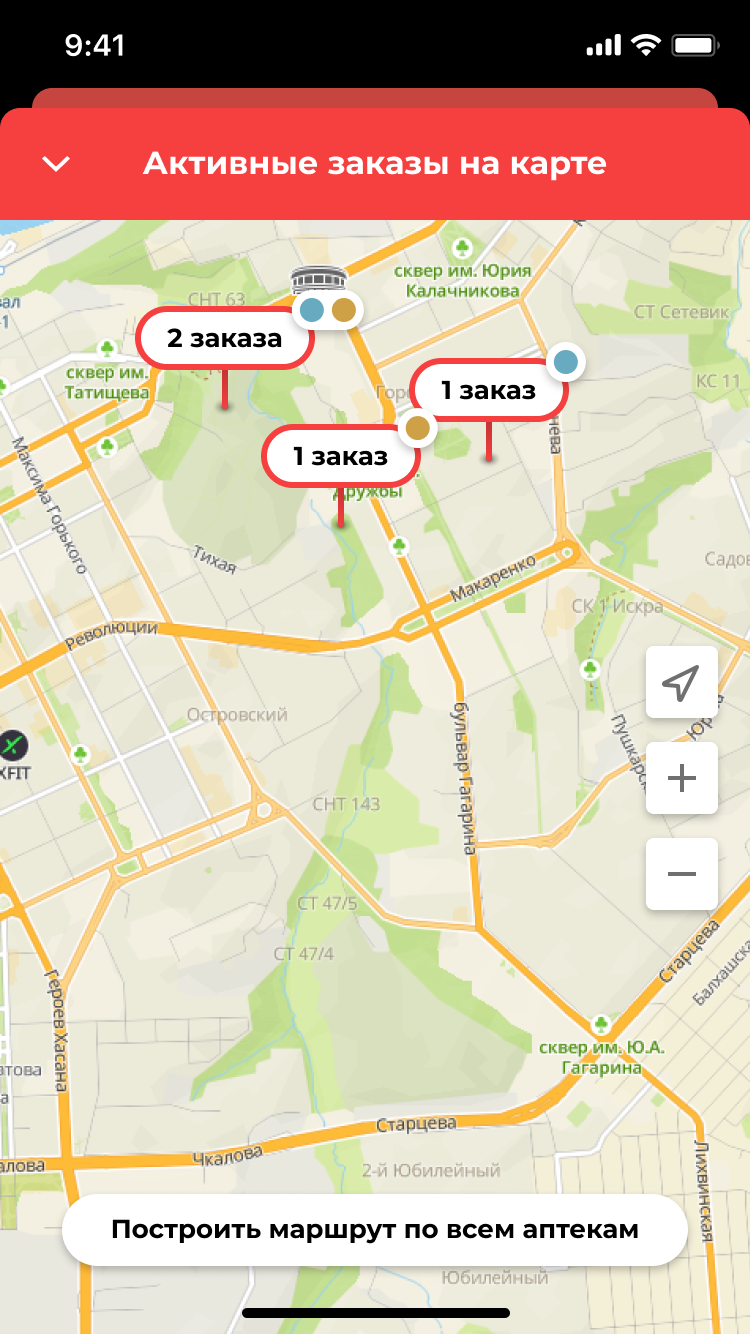 9:41
Активные заказы на карте
сквер им. Юрия
Калачникова
СНТ 63
СТ Сетевик
2 заказа
сквер им.
Татищева
1 заказ
КС 11
1 заказ
Дружбы
Максима Горького
Тихая
Макаренко
СК 1 Искра
Революции
Островский
бульвар Гагарина
XFIT
СНТ 143
СТ 47/5
СТ 47/4
Старцева
Героев Хасана
сквер им. Ю.А.
Гагарина
Старцева
Чкалова
2-й Юбилейный
Лихвинская
Построить маршрут по всем аптекам
Юбилейный